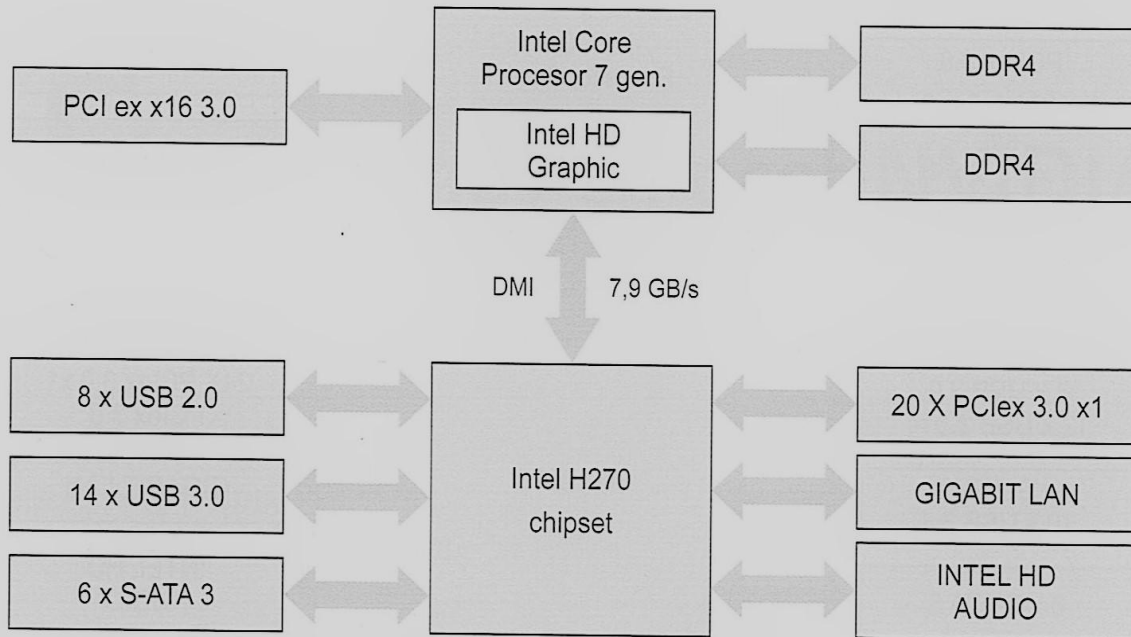 PCI ex x16 3.0
Intel Core
Procesor 7 gen.
Intel HD
Graphic
DDR4
DDR4
DMI
7,9 GB/s
8 x USB 2.0
14 x USB 3.0
6 x S-ATA 3
Intel H270
chipset
20 X PCIex 3.0 x1
GIGABIT LAN
INTEL HD
AUDIO